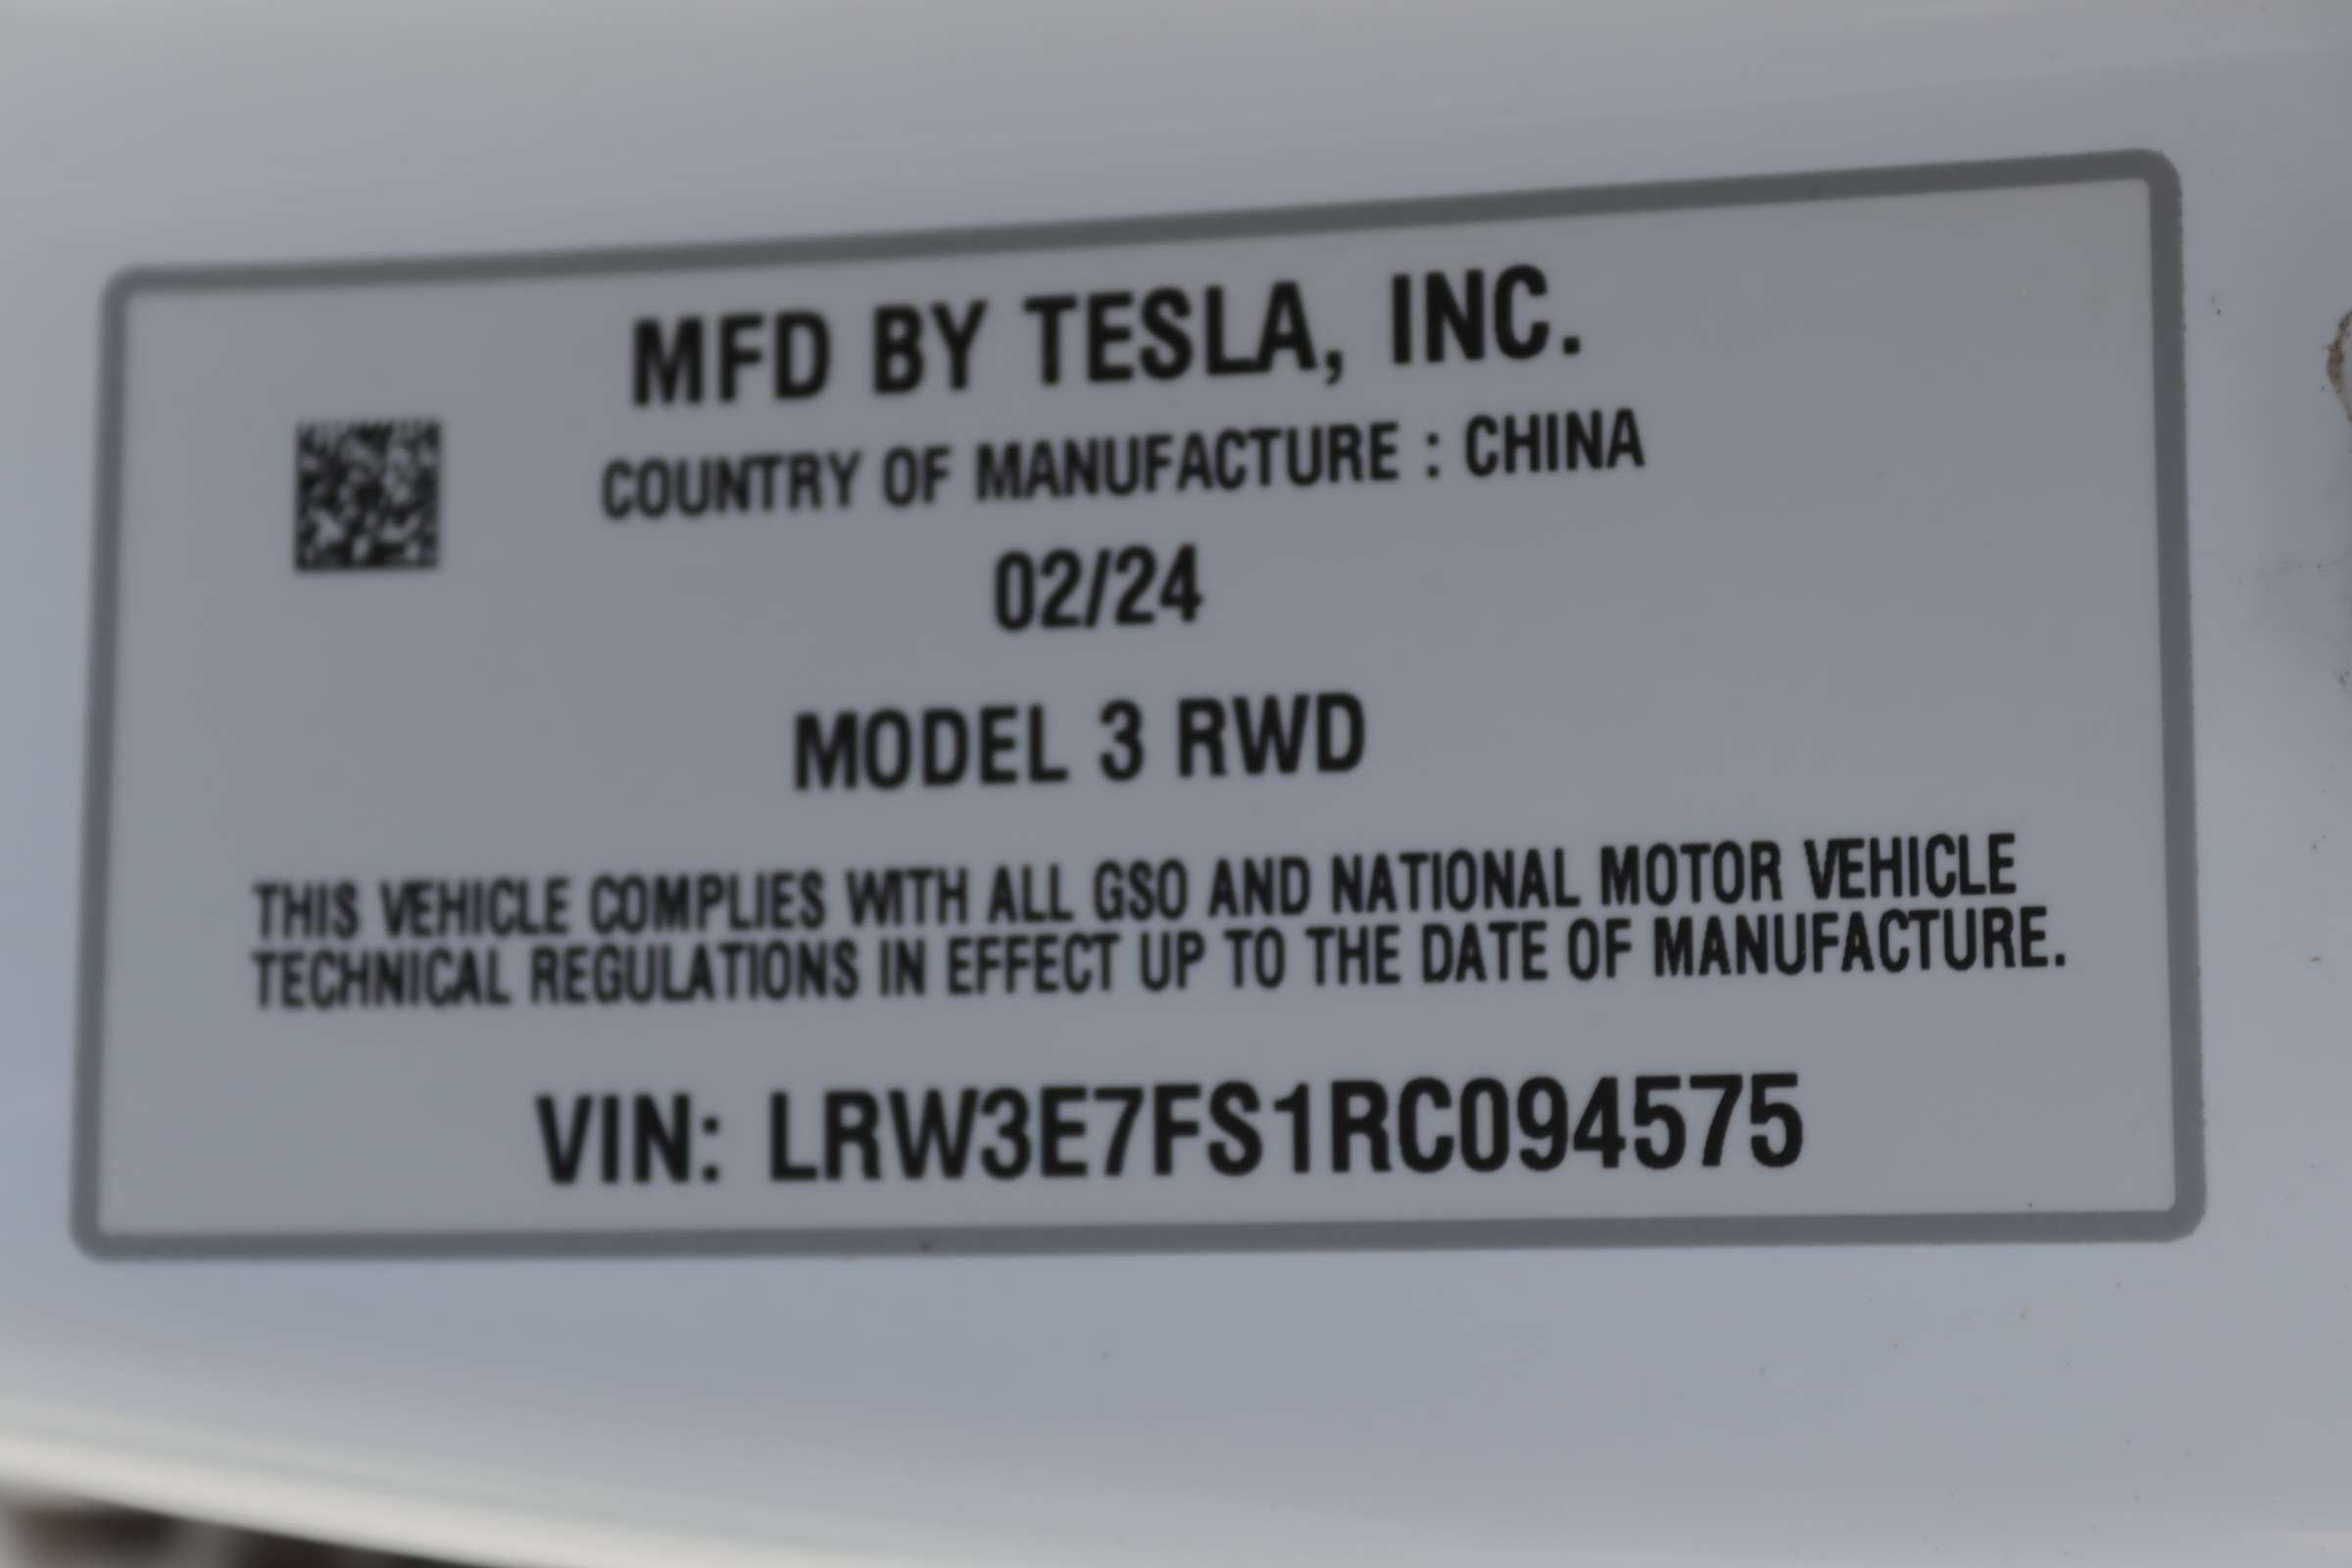 MFD BY TESLA, INC.
COUNTRY OF MANUFACTURE : CHINA
02/24
MODEL 3 RWD
THIS VEHICLE COMPLIES WITH ALL GSO AND NATIONAL MOTOR VEHICLE
TECHNICAL REGULATIONS IN EFFECT UP TO THE DATE OF MANUFACTURE.
VIN: LRW3E7FS1RC094575